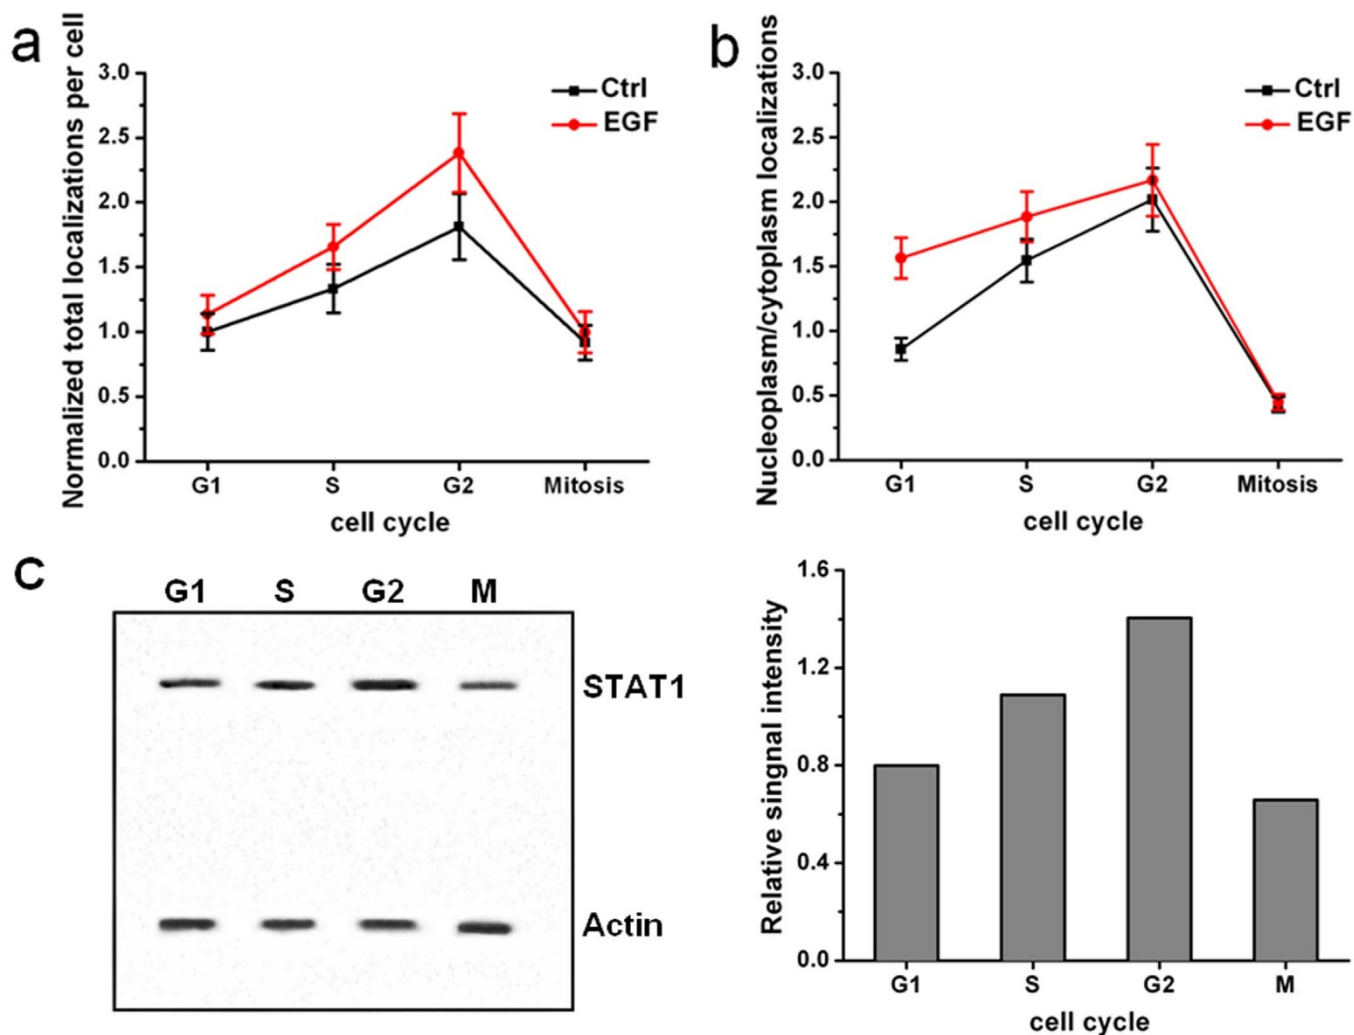 a
Normalized total localizations per cell
3.0
2.5
2.0
1.5
1.0
0.5
0.0
Ctrl
EGF
G1 S G2 Mitosis
cell cycle
b
Nucleoplasm/cytoplasm localizations
3.0
2.5
2.0
1.5
1.0
0.5
0.0
Ctrl
EGF
G1 S G2 Mitosis
cell cycle
c
G1 S G2 M
STAT1
Actin
Relative singnal intensity
1.6
1.2
0.8
0.4
0.0
G1 S G2 M
cell cycle